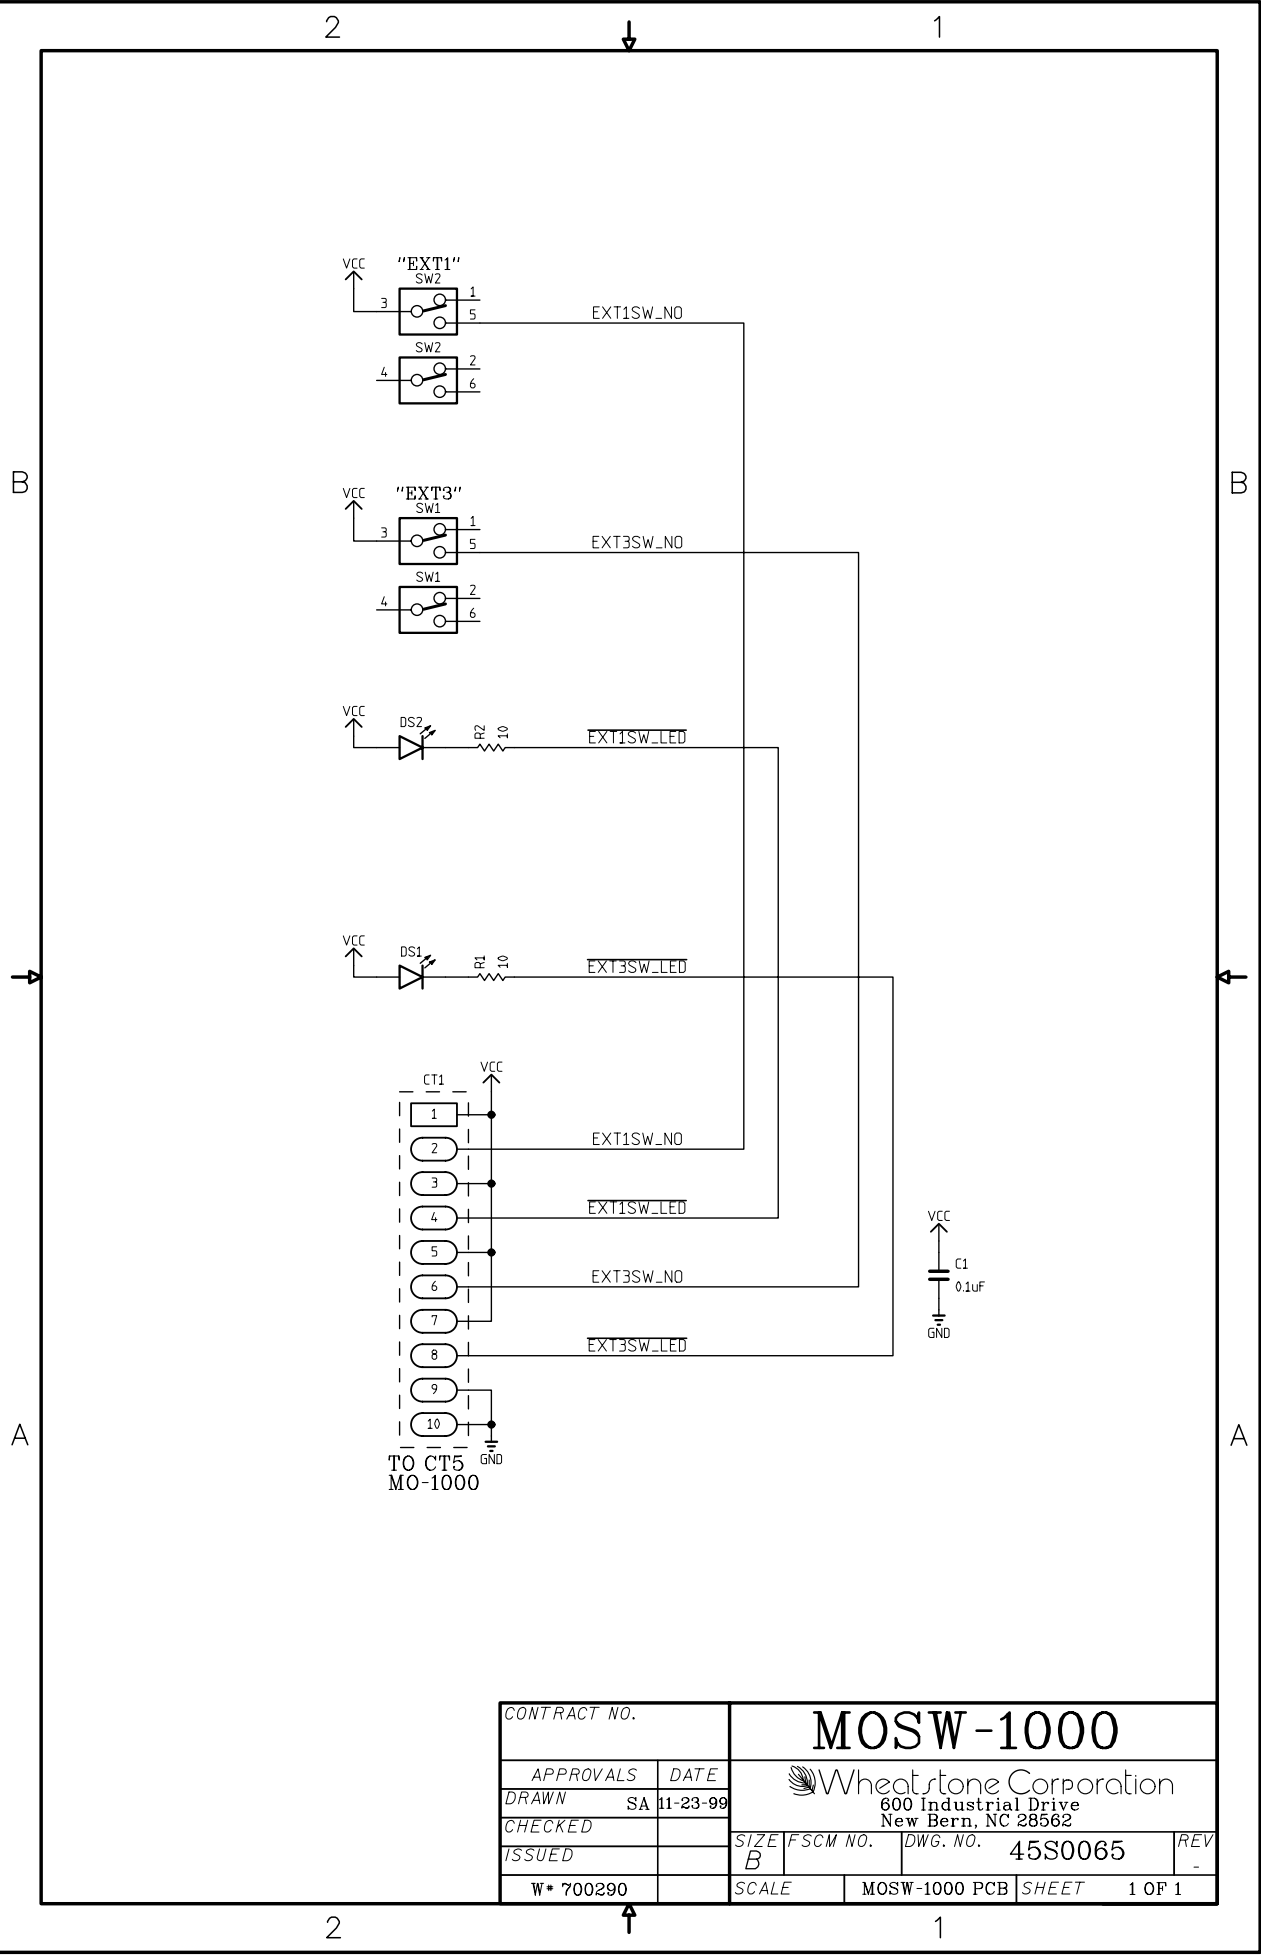 2 1
VCC "EXT1"
SW2
3 1
5 EXT1SW_NO
SW2
4 2
6
B B
VCC "EXT3"
SW1
3 1
5 EXT3SW_NO
SW1
4 2
6
VCC DS2 R2 10 EXT1SW_LED
VCC DS1 R1 10 EXT3SW_LED
CT1 VCC
1
2 EXT1SW_NO
3
4 EXT1SW_LED
5
6 EXT3SW_NO
7
8 EXT3SW_LED
9
10
GND
TO CT5
MO-1000
VCC
C1
0.1uF
GND
A A
CONTRACT NO.
MOSW-1000
APPROVALS DATE
DRAWN SA 11-23-99
CHECKED
ISSUED
W# 700290
Wheatstone Corporation
600 Industrial Drive
New Bern, NC 28562
SIZE FSCM NO. DWG. NO. REV
B 45S0065 -
SCALE MOSW-1000 PCB SHEET 1 OF 1
2 1